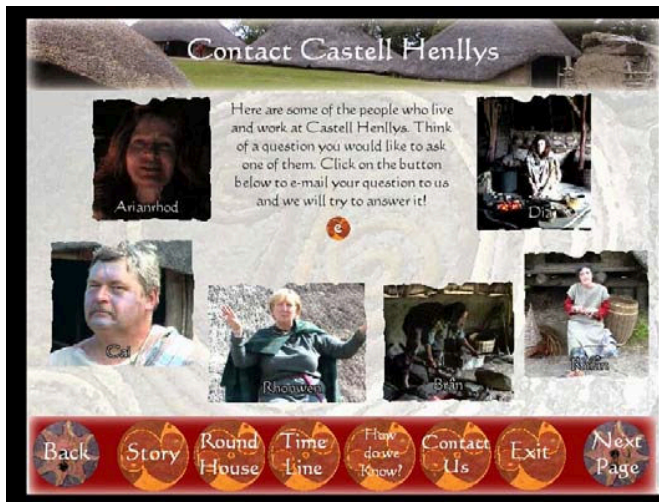 Contact Castell Henllys
Here are some of the people who live
and work at Castell Henllys. Think
of a question you would like to ask
one of them. Click on the button
below to e-mail your question to us
and we will try to answer it!
e
Arianrhod
Dia
Cai
Rhonwen
Brân
Back
Story
Round
House
Time
Line
How
do we
Know?
Contact
Us
Exit
Next
Page